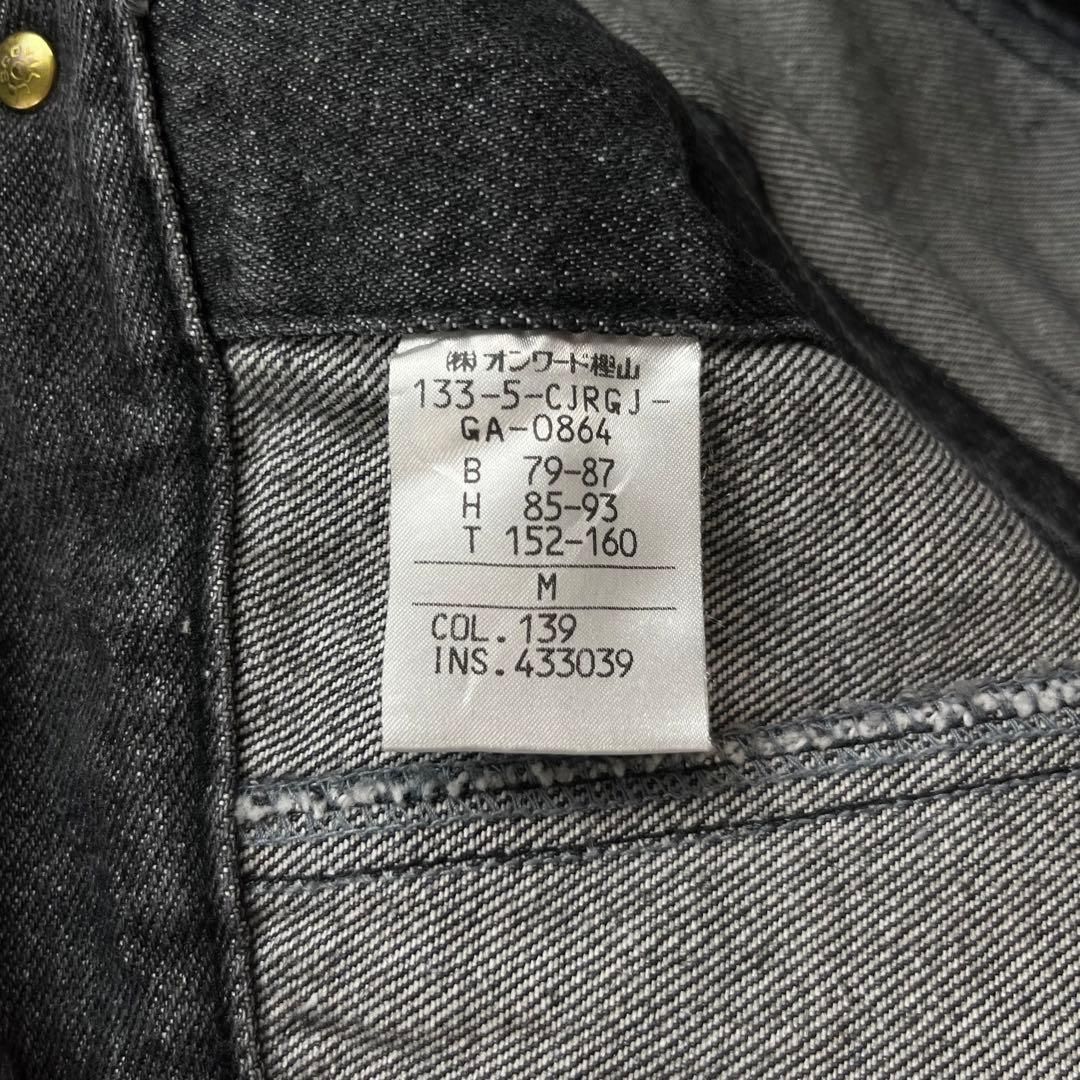 (株)オンワード樫山
133-5-CJRGJ-
GA-0864
B 79-87
H 85-93
T 152-160
M
COL.139
INS.433039